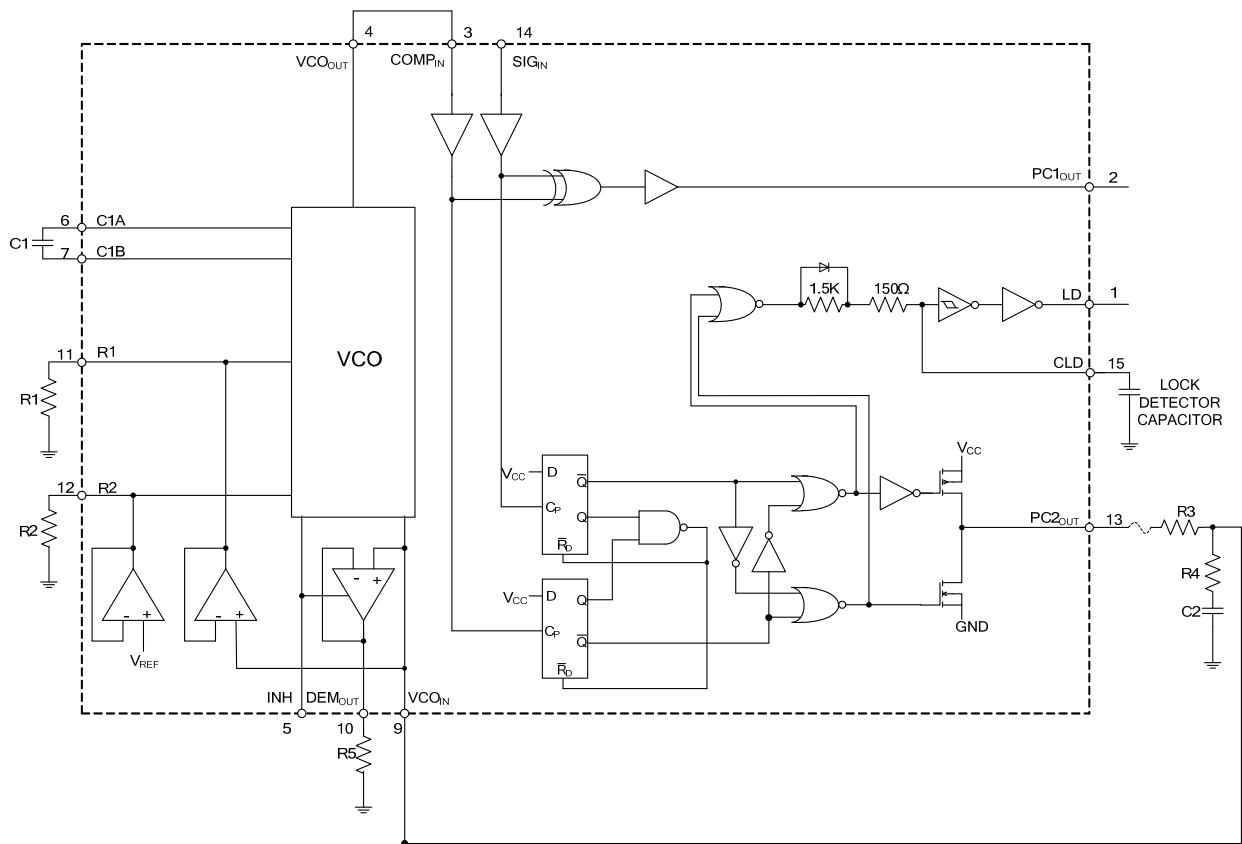 4
3
14
VCOOUT
COMPIN
SIGIN
PC1OUT
2
6
C1A
C1
7
C1B
1.5K
150Ω
LD
1
VCO
CLD
15
LOCK
DETECTOR
CAPACITOR
11
R1
R1
12
R2
R2
VCC
D
Q̅
CP
Q
R̅D
VCC
D
Q
CP
Q̅
R̅D
VCC
PC2OUT
13
R3
R4
C2
GND
- +
- +
- +
VREF
INH
DEMOUT
VCOIN
5
10
9
R5